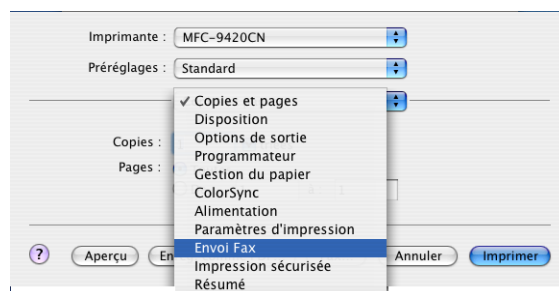 Imprimante : MFC-9420CN
Préréglages : Standard
✓ Copies et pages
Disposition
Options de sortie
Programmateur
Gestion du papier
ColorSync
Alimentation
Paramètres d'impression
Envoi Fax
Impression sécurisée
Résumé
Copies :
Pages :
? Aperçu En Annuler Imprimer